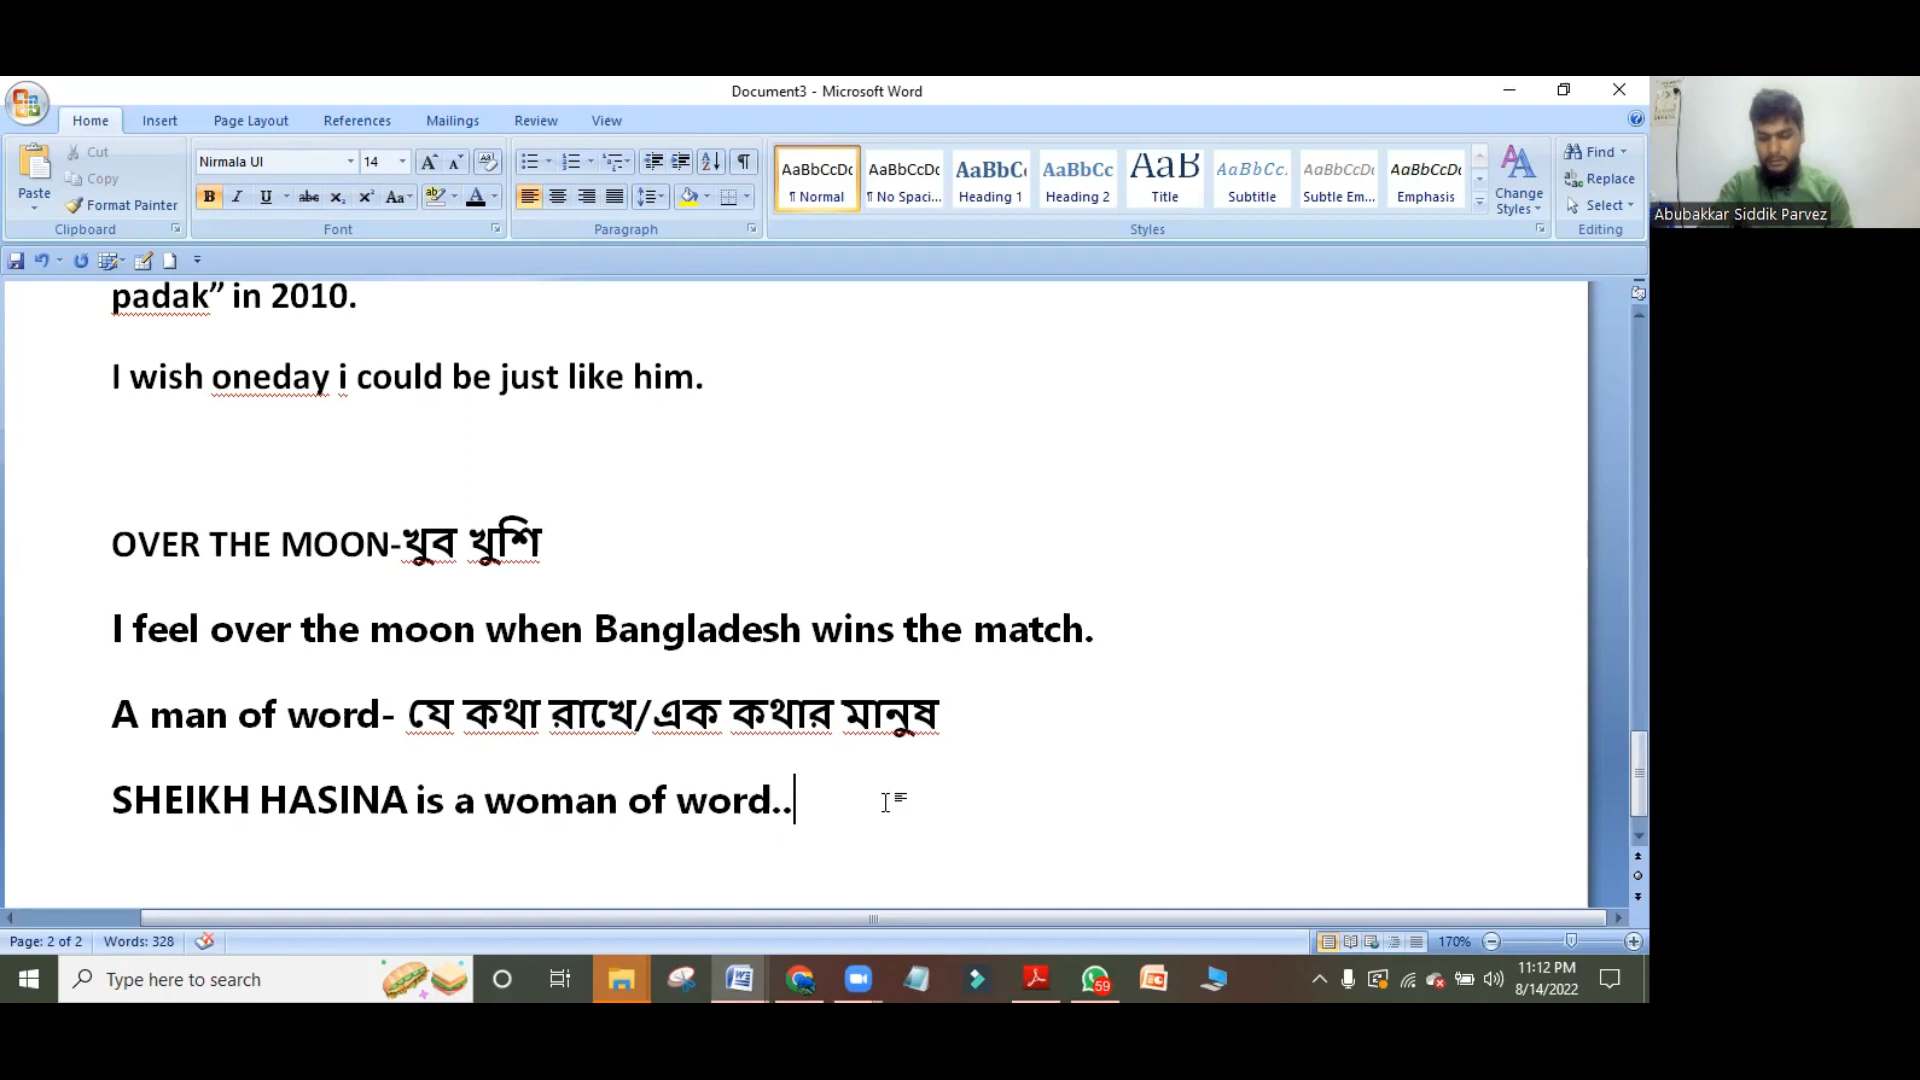 Document3 - Microsoft Word
Home Insert Page Layout References Mailings Review View
Cut
Copy
Format Painter
Paste
Clipboard
Nirmala UI 14
Font
Paragraph
AaBbCcDc AaBbCcDc AaBbC AaBbCc AaB AaBbCc. AaBbCcDc AaBbCcDc
¶ Normal ¶ No Spaci... Heading 1 Heading 2 Title Subtitle Subtle Em... Emphasis
Change Styles
Styles
Find
Replace
Select
Editing
Abubakkar Siddik Parvez
padak” in 2010.
I wish oneday i could be just like him.
OVER THE MOON-খুব খুশি
I feel over the moon when Bangladesh wins the match.
A man of word- যে কথা রাখে/এক কথার মানুষ
SHEIKH HASINA is a woman of word..
Page: 2 of 2 Words: 328 170%
Type here to search
59
11:12 PM
8/14/2022